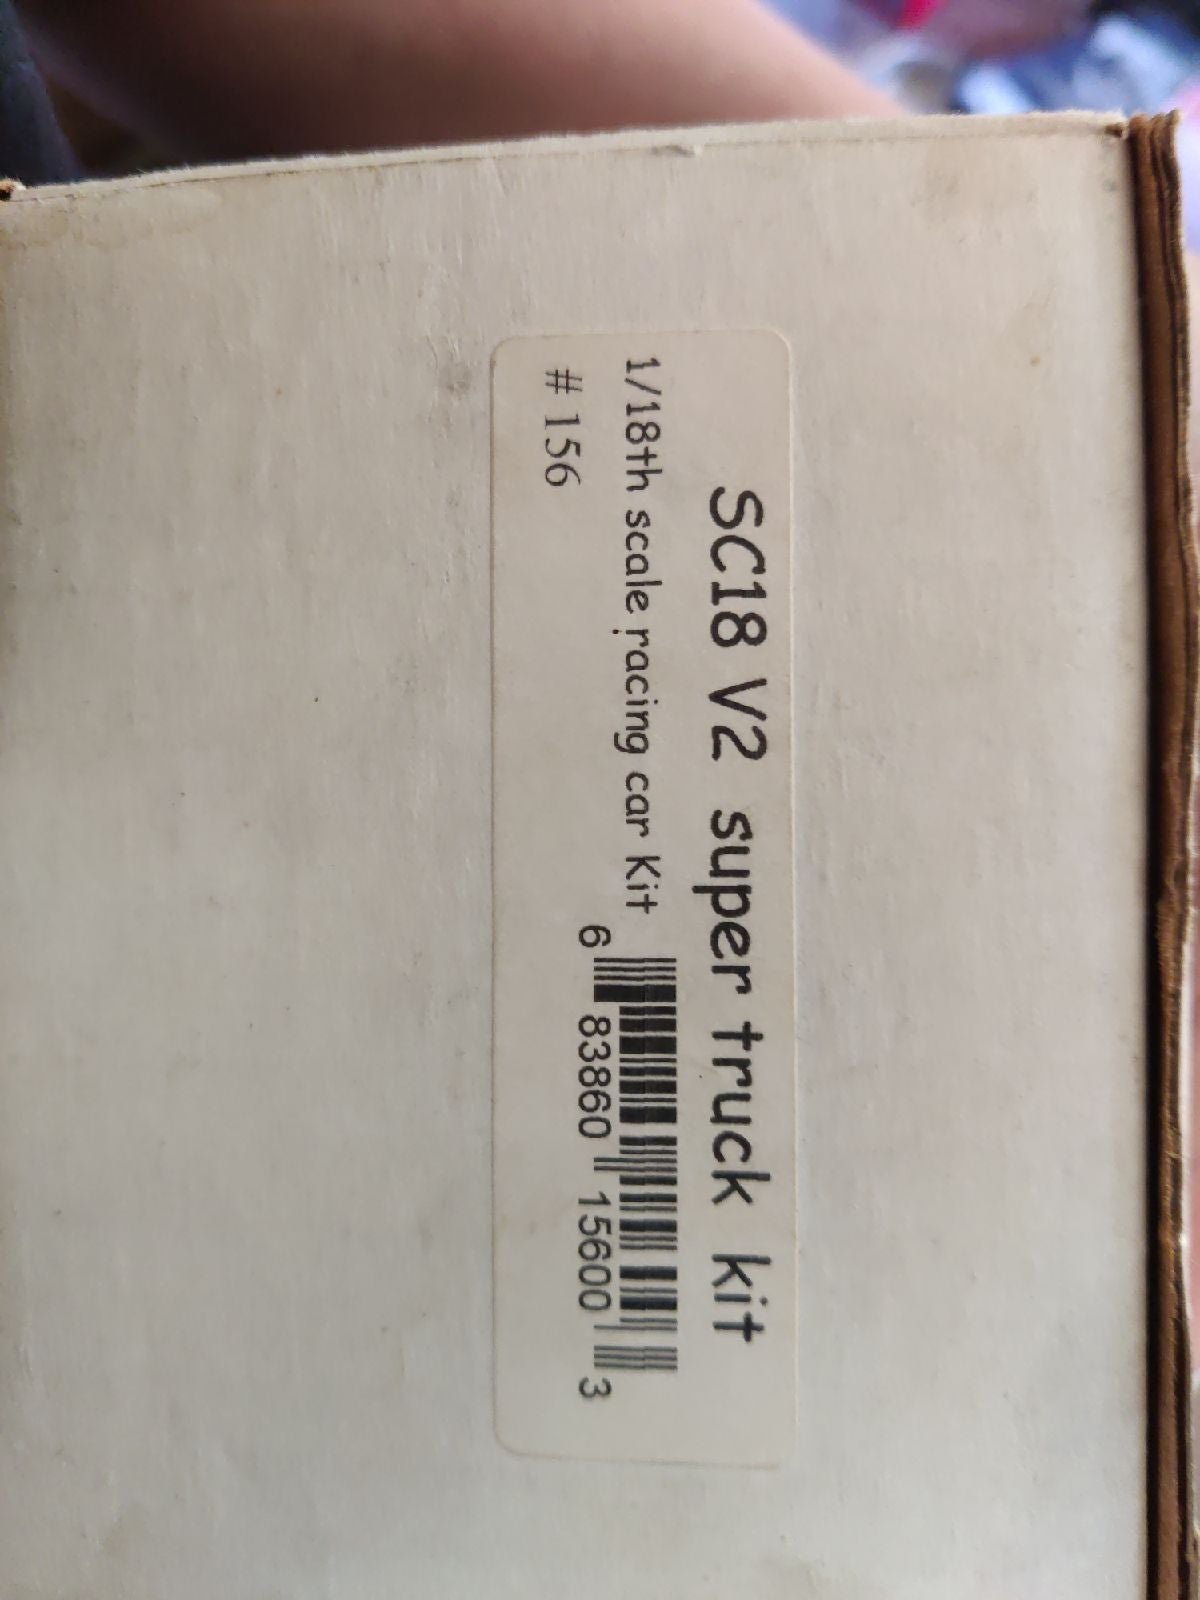 SC18 V2 super truck kit
1/18th scale racing car Kit
# 156
6 83860 15600 3